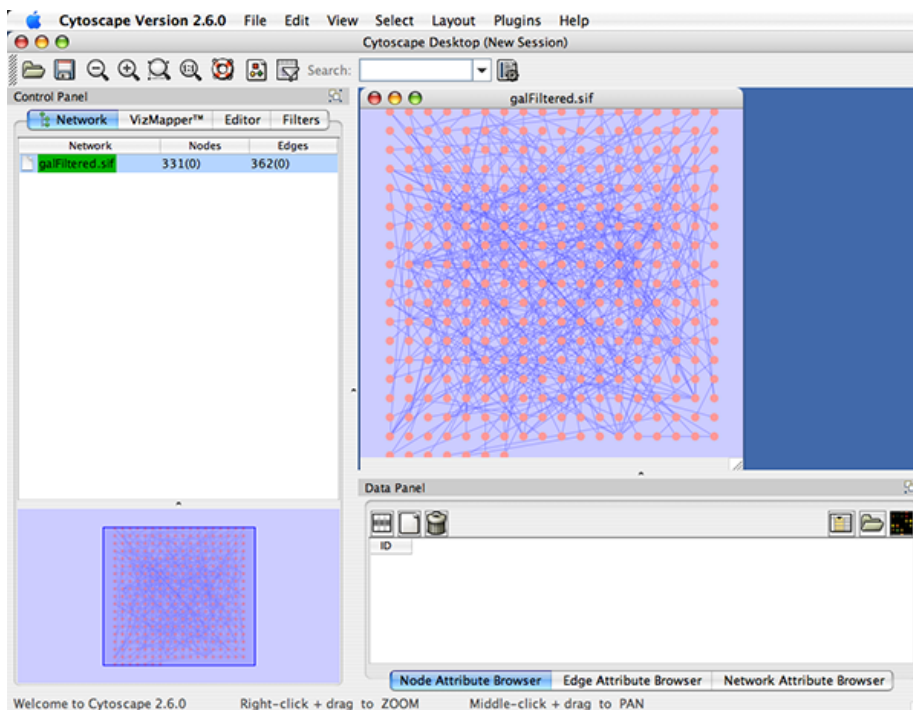 Cytoscape Version 2.6.0 File Edit View Select Layout Plugins Help
Cytoscape Desktop (New Session)
Search:
Control Panel
Network VizMapper™ Editor Filters
Network Nodes Edges
galFiltered.sif 331(0) 362(0)
galFiltered.sif
Data Panel
ID
Node Attribute Browser Edge Attribute Browser Network Attribute Browser
Welcome to Cytoscape 2.6.0 Right-click + drag to ZOOM Middle-click + drag to PAN